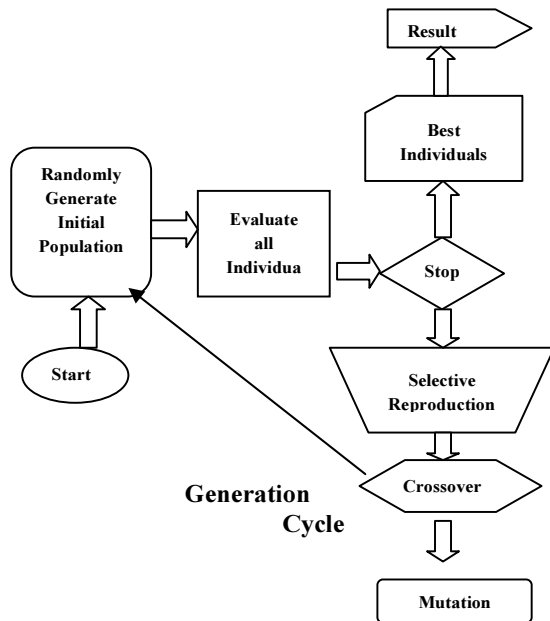 Result
Best
Individuals
Randomly
Generate
Initial
Population
Evaluate
all
Individua
Stop
Start
Selective
Reproduction
Crossover
Generation
Cycle
Mutation